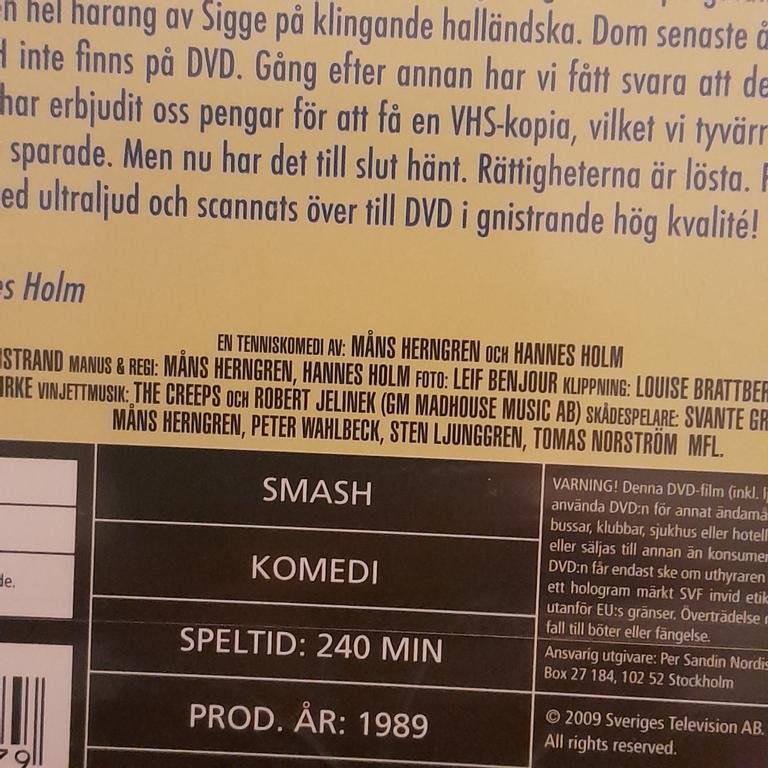 hel harang av Sigge på klingande halländska. Dom senaste
inte finns på DVD. Gång efter annan har vi fått svara att
har erbjudit oss pengar för att få en VHS-kopia, vilket vi tyvärr
sparade. Men nu har det till slut hänt. Rättigheterna är lösta.
ed ultraljud och scannats över till DVD i gnistrande hög kvalité!
es Holm
EN TENNISKOMEDI AV: MÅNS HERNGREN OCH HANNES HOLM
STRAND MANUS & REGI: MÅNS HERNGREN, HANNES HOLM FOTO: LEIF BENJOUR KLIPPNING: LOUISE BRATTBER
RKE VINJETTMUSIK: THE CREEPS OCH ROBERT JELINEK (GM MADHOUSE MUSIC AB) SKÅDESPELARE: SVANTE GR
MÅNS HERNGREN, PETER WAHLBECK, STEN LJUNGGREN, TOMAS NORSTRÖM MFL.
SMASH
KOMEDI
SPELTID: 240 MIN
PROD. ÅR: 1989
de.
79
VARNING! Denna DVD-film (inkl.
använda DVD:n för annat ändamå
bussar, klubbar, sjukhus eller hotell
eller säljas till annan än konsumen
DVD:n får endast ske om uthyraren
ett hologram märkt SVF invid etik
utanför EU:s gränser. Överträdelse
fall till böter eller fängelse.
Ansvarig utgivare: Per Sandin Nordis
Box 27 184, 102 52 Stockholm
© 2009 Sveriges Television AB.
All rights reserved.